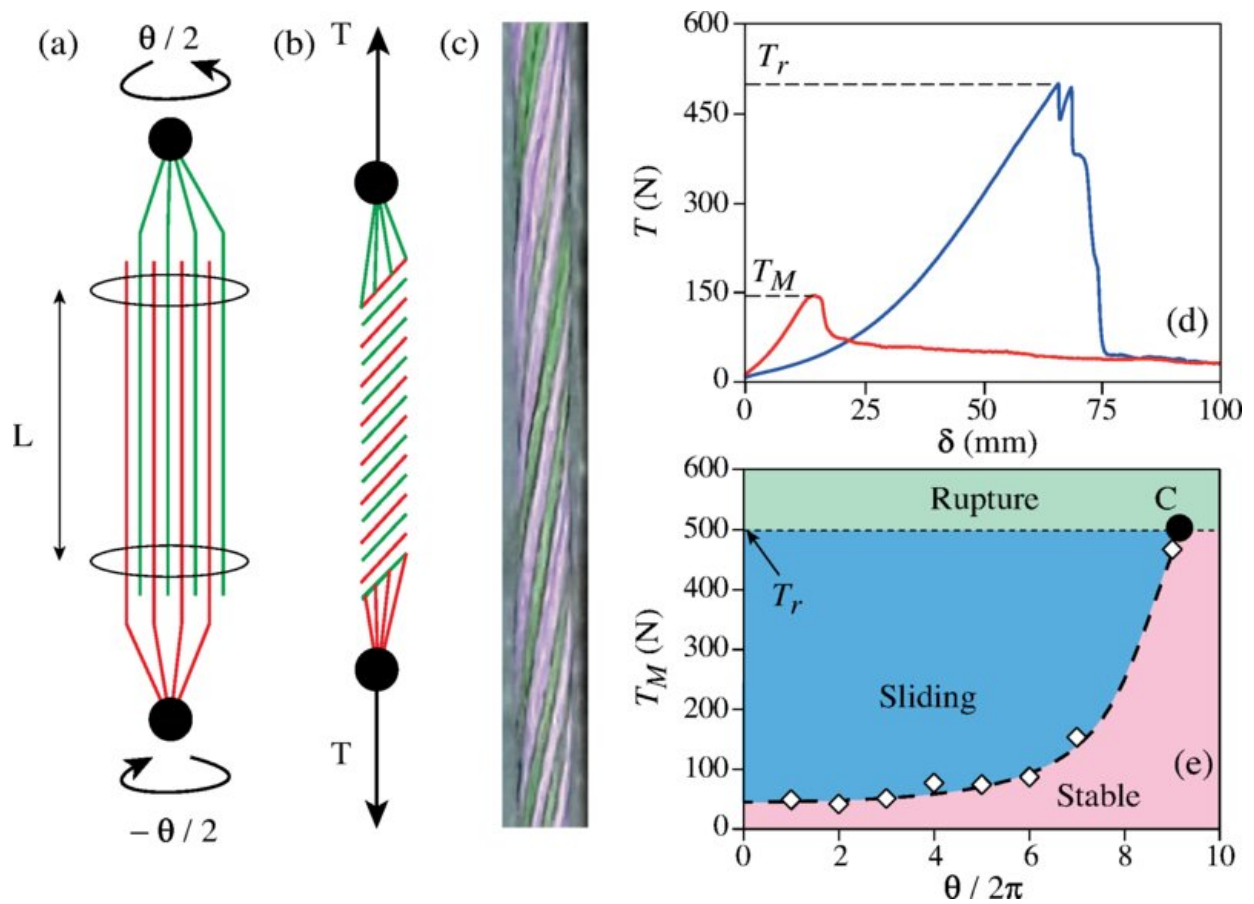 (a)
θ / 2
L
− θ / 2
(b)
T
T
(c)
600
450
300
150
0
T (N)
T_r
T_M
(d)
0
25
50
75
100
δ (mm)
600
500
400
300
200
100
0
T_M (N)
Rupture
C
T_r
Sliding
Stable
(e)
0
2
4
6
8
10
θ / 2π